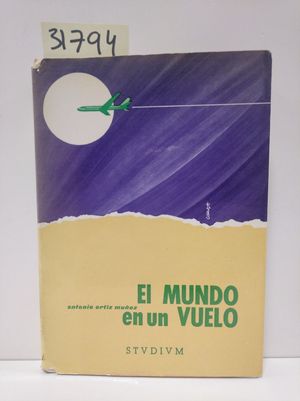 31794
El MUNDO
antonio ortiz muñoz
en un VUELO
STVDIVM